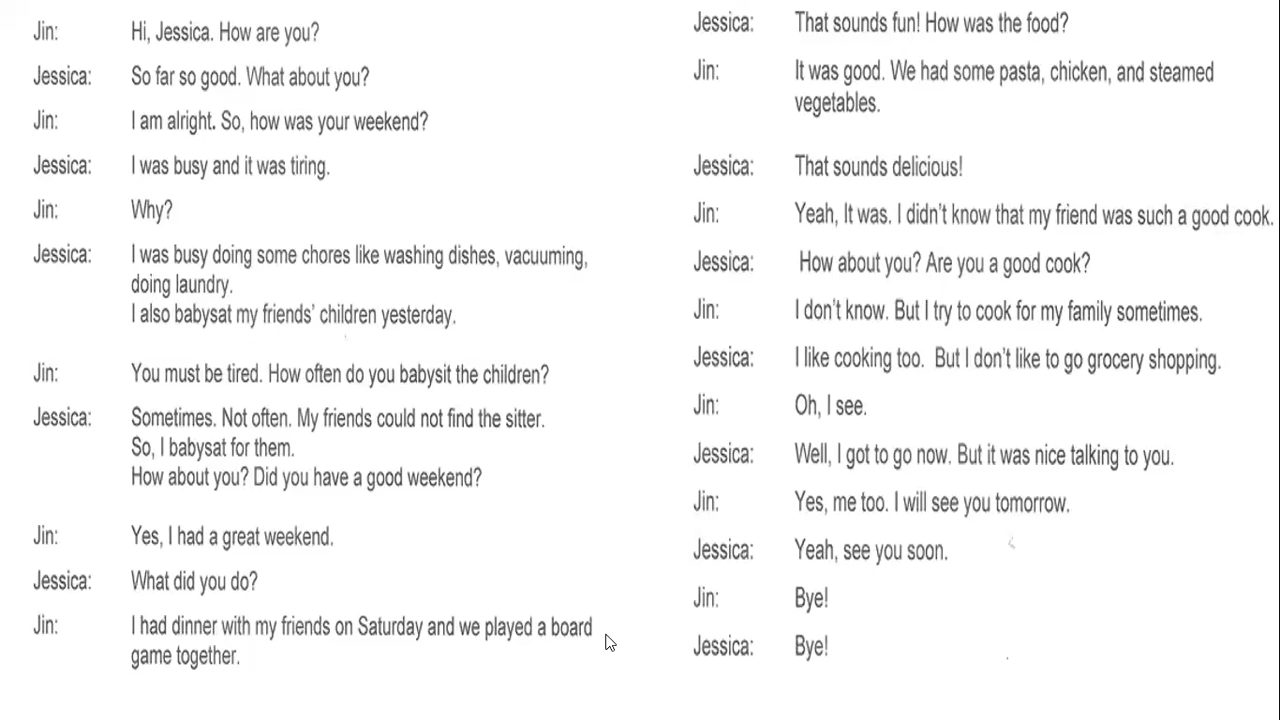 Jin: Hi, Jessica. How are you?
Jessica: So far so good. What about you?
Jin: I am alright. So, how was your weekend?
Jessica: I was busy and it was tiring.
Jin: Why?
Jessica: I was busy doing some chores like washing dishes, vacuuming,
doing laundry.
I also babysat my friends' children yesterday.
Jin: You must be tired. How often do you babysit the children?
Jessica: Sometimes. Not often. My friends could not find the sitter.
So, I babysat for them.
How about you? Did you have a good weekend?
Jin: Yes, I had a great weekend.
Jessica: What did you do?
Jin: I had dinner with my friends on Saturday and we played a board
game together.
Jessica: That sounds fun! How was the food?
Jin: It was good. We had some pasta, chicken, and steamed
vegetables.
Jessica: That sounds delicious!
Jin: Yeah, It was. I didn't know that my friend was such a good cook.
Jessica: How about you? Are you a good cook?
Jin: I don't know. But I try to cook for my family sometimes.
Jessica: I like cooking too. But I don't like to go grocery shopping.
Jin: Oh, I see.
Jessica: Well, I got to go now. But it was nice talking to you.
Jin: Yes, me too. I will see you tomorrow.
Jessica: Yeah, see you soon.
Jin: Bye!
Jessica: Bye!